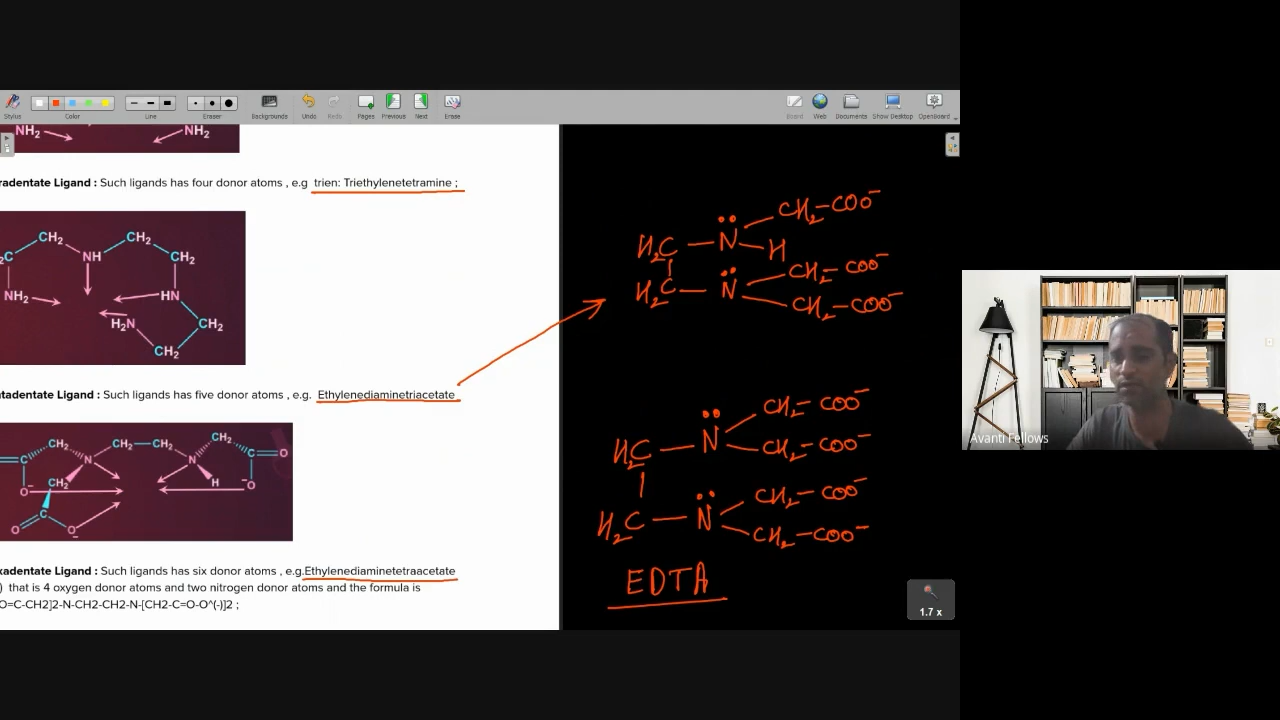 Stylus Color Line Eraser Backgrounds Undo Redo Pages Previous Next Erase Board Web Documents Show Desktop OpenBoard
NH2 NH2
radentate Ligand : Such ligands has four donor atoms , e.g trien: Triethylenetetramine ;
CH2 CH2
C NH CH2
NH2 HN
H2N CH2
CH2
tadentate Ligand : Such ligands has five donor atoms , e.g. Ethylenediaminetriacetate
CH2 CH2—CH2 CH2
C N N C=O
O− CH2 H O−
C
O O−
xadentate Ligand : Such ligands has six donor atoms , e.g.Ethylenediaminetetraacetate
) that is 4 oxygen donor atoms and two nitrogen donor atoms and the formula is
O=C-CH2]2-N-CH2-CH2-N-[CH2-C=O-O^(-)]2 ;
CH2–COO−
H2C — N — H
H2C — N CH2– COO−
CH2– COO−
CH2– COO−
H2C — N CH2– COO−
CH2– COO−
H2C — N CH2–COO−
EDTA
1.7 x
Avanti Fellows